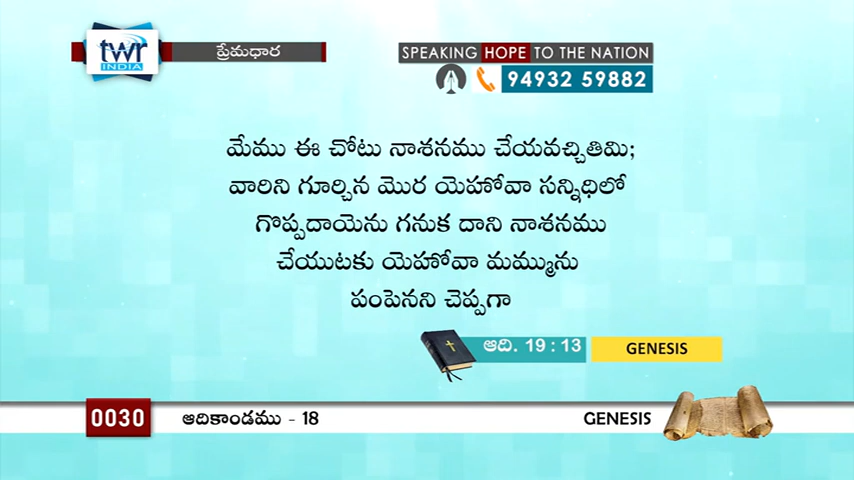 twr
INDIA
ప్రేమధార
SPEAKING HOPE TO THE NATION
94932 59882
మేము ఈ చోటు నాశనము చేయవచ్చితిమి;
వారిని గూర్చిన మొర యెహోవా సన్నిధిలో
గొప్పదాయెను గనుక దాని నాశనము
చేయుటకు యెహోవా మమ్మును
పంపెనని చెప్పగా
ఆది. 19 : 13
GENESIS
0030
ఆదికాండము - 18
GENESIS